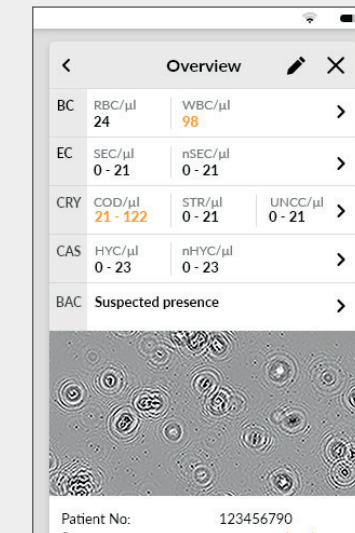 Overview
BC RBC/µl WBC/µl
24 98
EC SEC/µl nSEC/µl
0 - 21 0 - 21
CRY COD/µl STR/µl UNCC/µl
21 - 122 0 - 21 0 - 21
CAS HYC/µl nHYC/µl
0 - 23 0 - 23
BAC Suspected presence
Patient No: 123456790